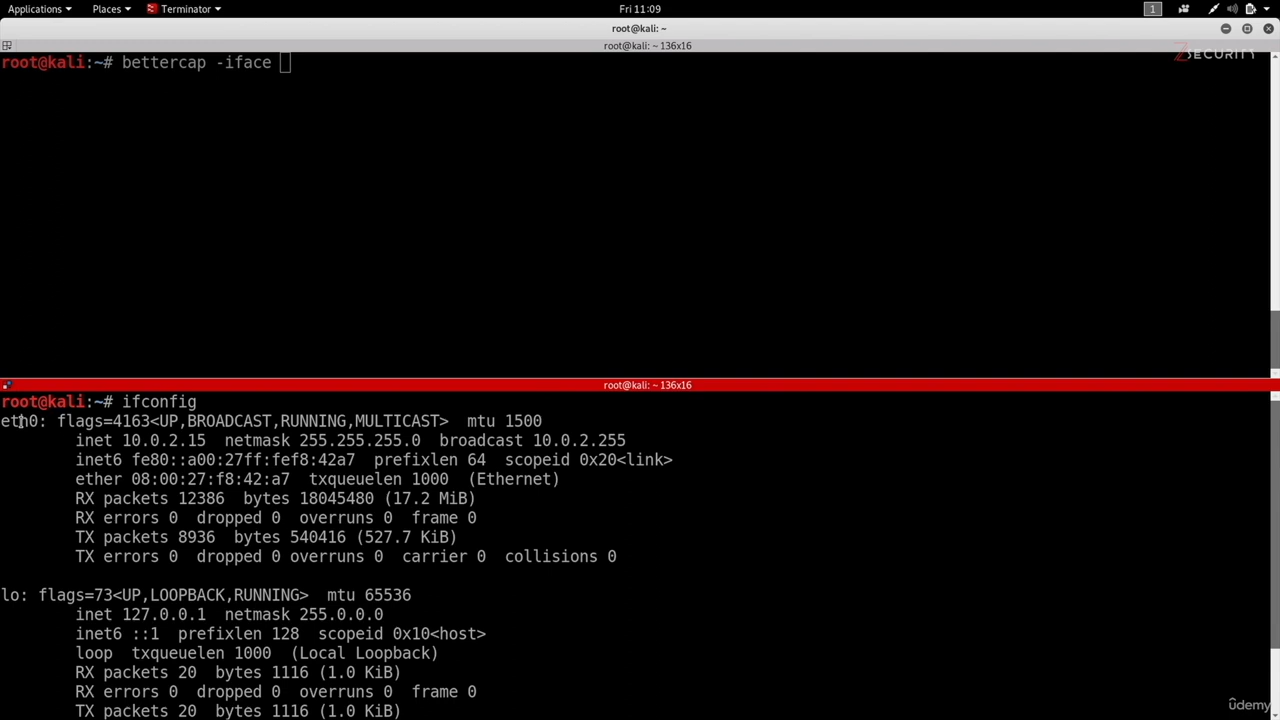 Applications Places Terminator Fri 11:09 1
root@kali: ~
root@kali: ~ 136x16
ZSECURITY
root@kali:~# bettercap -iface
root@kali: ~ 136x16
root@kali:~# ifconfig
eth0: flags=4163<UP,BROADCAST,RUNNING,MULTICAST>  mtu 1500
        inet 10.0.2.15  netmask 255.255.255.0  broadcast 10.0.2.255
        inet6 fe80::a00:27ff:fef8:42a7  prefixlen 64  scopeid 0x20<link>
        ether 08:00:27:f8:42:a7  txqueuelen 1000  (Ethernet)
        RX packets 12386  bytes 18045480 (17.2 MiB)
        RX errors 0  dropped 0  overruns 0  frame 0
        TX packets 8936  bytes 540416 (527.7 KiB)
        TX errors 0  dropped 0 overruns 0  carrier 0  collisions 0
lo: flags=73<UP,LOOPBACK,RUNNING>  mtu 65536
        inet 127.0.0.1  netmask 255.0.0.0
        inet6 ::1  prefixlen 128  scopeid 0x10<host>
        loop  txqueuelen 1000  (Local Loopback)
        RX packets 20  bytes 1116 (1.0 KiB)
        RX errors 0  dropped 0  overruns 0  frame 0
        TX packets 20  bytes 1116 (1.0 KiB)
udemy